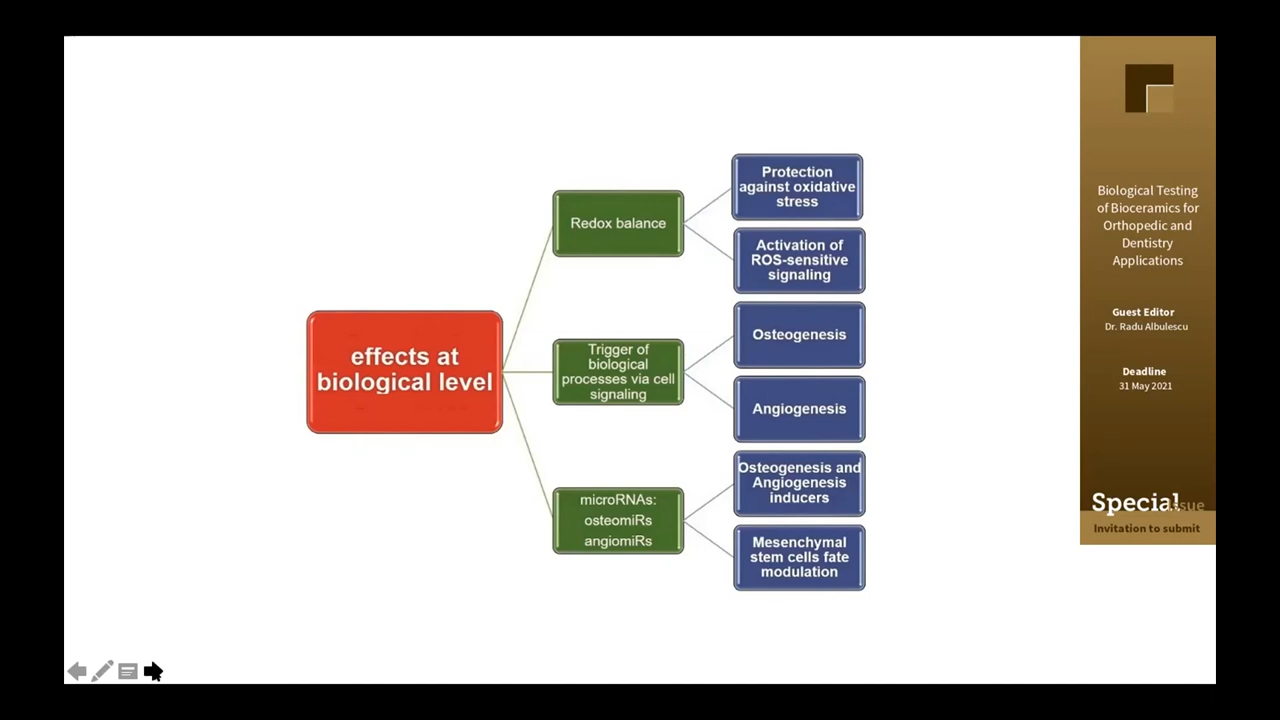 effects at
biological level
Redox balance
Protection
against oxidative
stress
Activation of
ROS-sensitive
signaling
Trigger of
biological
processes via cell
signaling
Osteogenesis
Angiogenesis
microRNAs:
osteomiRs
angiomiRs
Osteogenesis and
Angiogenesis
inducers
Mesenchymal
stem cells fate
modulation
Biological Testing
of Bioceramics for
Orthopedic and
Dentistry
Applications
Guest Editor
Dr. Radu Albulescu
Deadline
31 May 2021
Special Issue
Invitation to submit